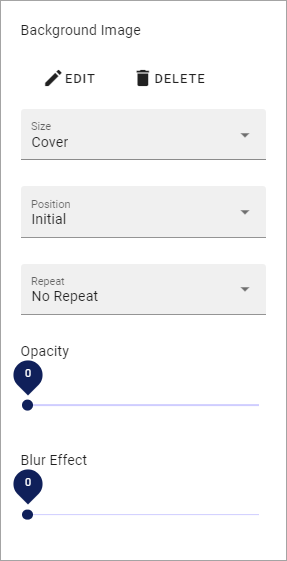 Background Image
EDIT DELETE
Size
Cover
Position
Initial
Repeat
No Repeat
Opacity
0
Blur Effect
0